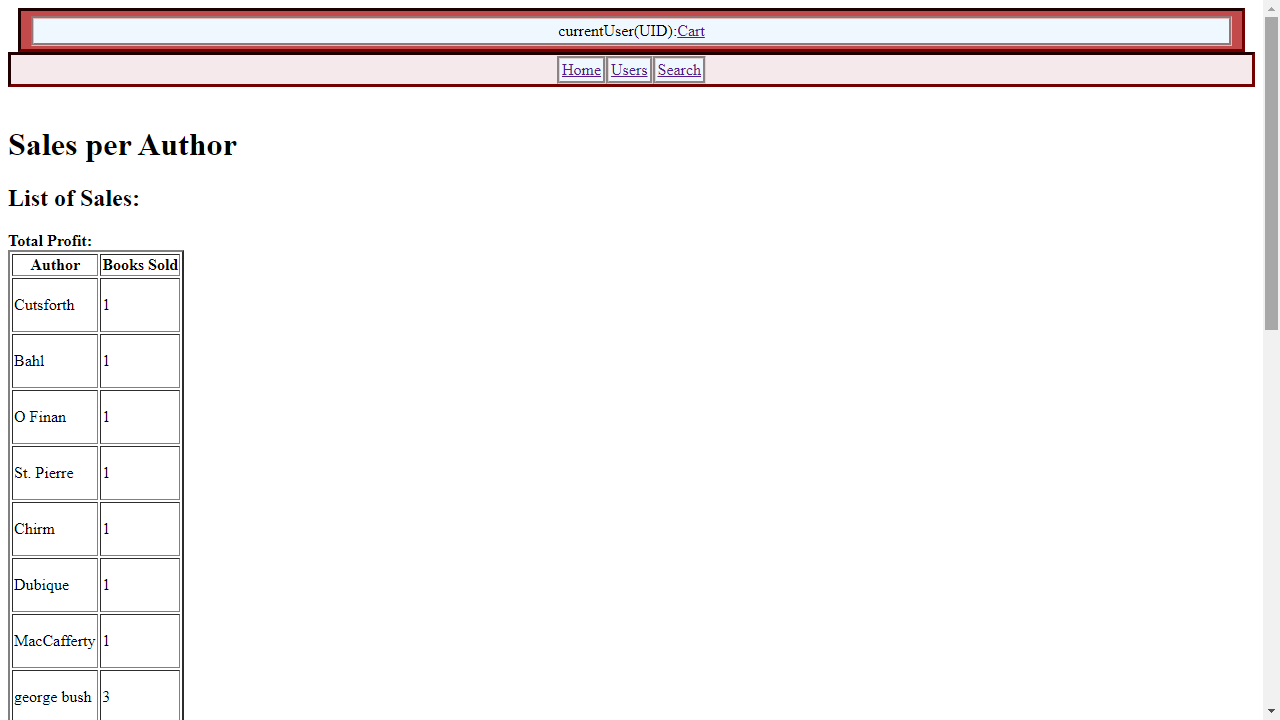 currentUser(UID):Cart
Home Users Search
Sales per Author
List of Sales:
Total Profit:
Author Books Sold
Cutsforth 1
Bahl 1
O Finan 1
St. Pierre 1
Chirm 1
Dubique 1
MacCafferty 1
george bush 3